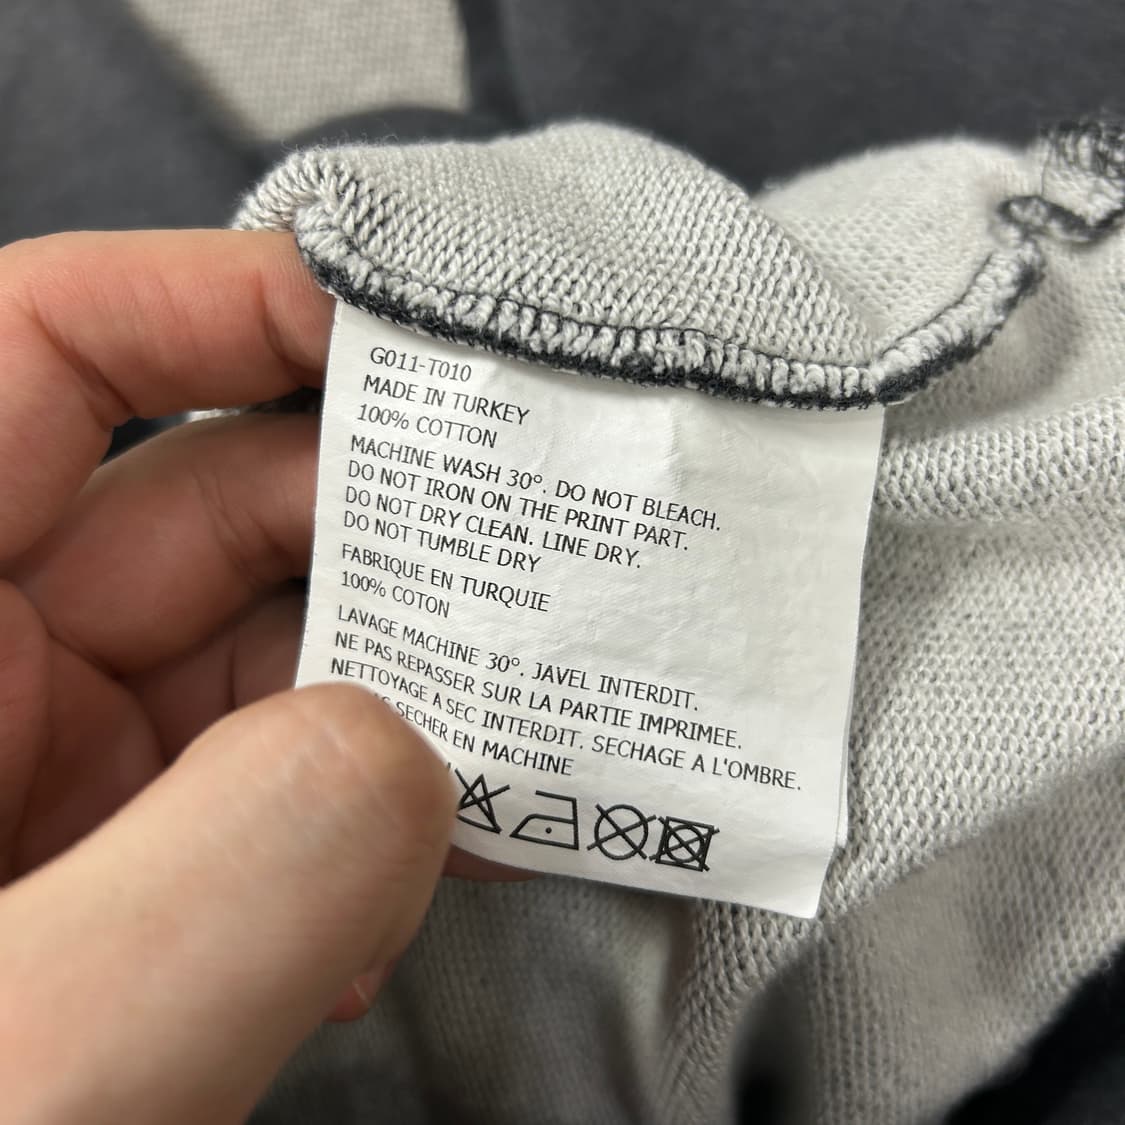 G011-T010
MADE IN TURKEY
100% COTTON
MACHINE WASH 30°. DO NOT BLEACH.
DO NOT IRON ON THE PRINT PART.
DO NOT DRY CLEAN. LINE DRY.
DO NOT TUMBLE DRY
FABRIQUE EN TURQUIE
100% COTON
LAVAGE MACHINE 30°. JAVEL INTERDIT.
NE PAS REPASSER SUR LA PARTIE IMPRIMEE.
NETTOYAGE A SEC INTERDIT. SECHAGE A L'OMBRE.
SECHER EN MACHINE